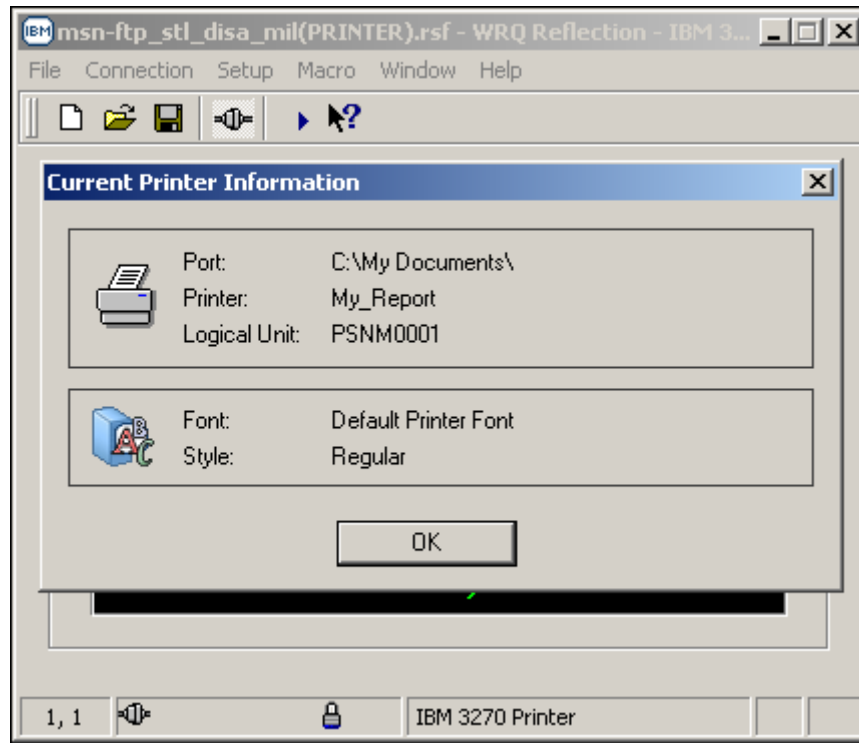 IBM msn-ftp_stl_disa_mil(PRINTER).rsf - WRQ Reflection - IBM 3...
File Connection Setup Macro Window Help
Current Printer Information
Port: C:\My Documents\
Printer: My_Report
Logical Unit: PSNM0001
A B C
Font: Default Printer Font
Style: Regular
OK
1, 1 IBM 3270 Printer